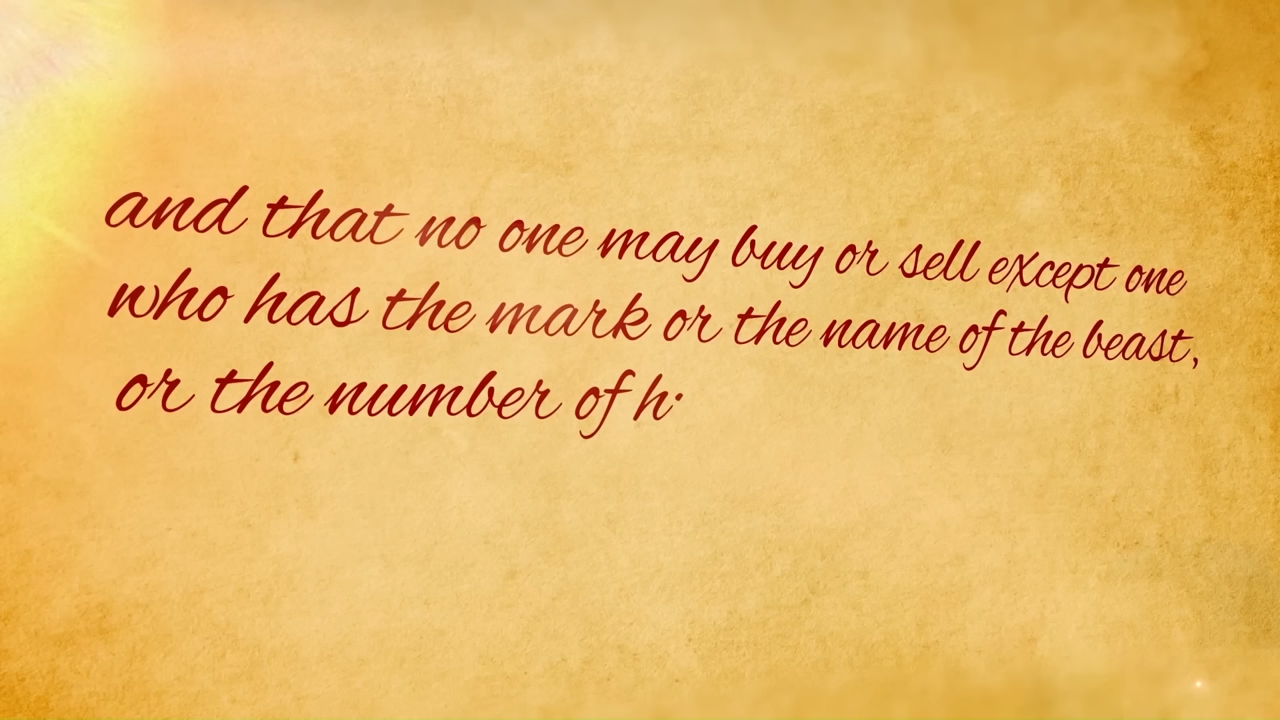 and that no one may buy or sell except one
who has the mark or the name of the beast,
or the number of h